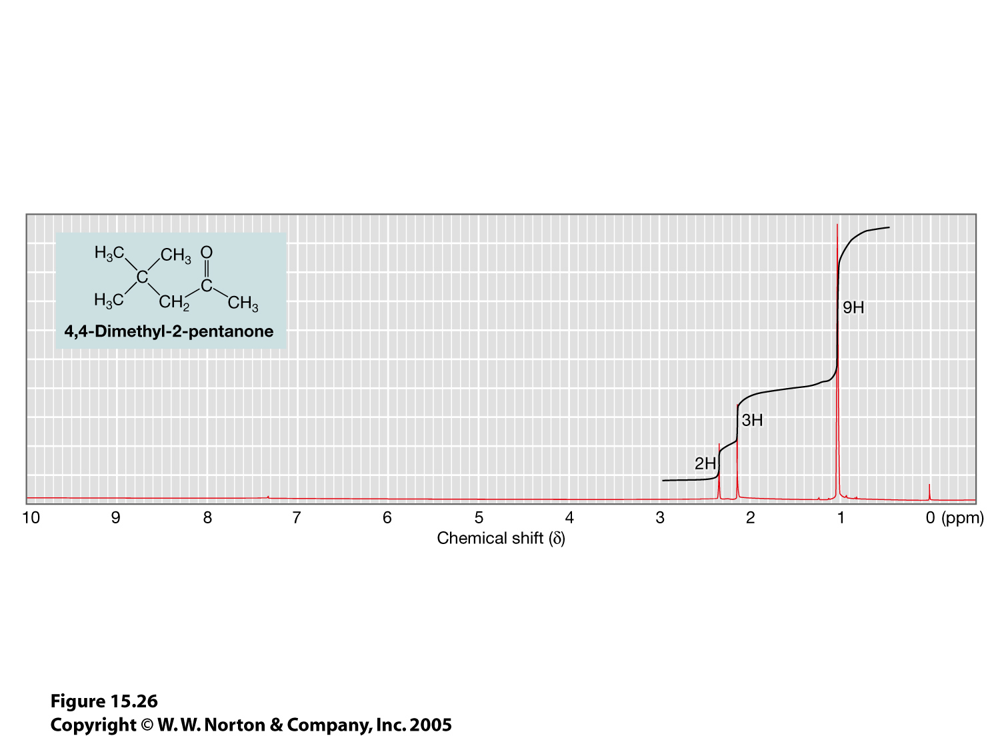 H₃C CH₃ O
C C
H₃C CH₂ CH₃
4,4-Dimethyl-2-pentanone
9H
3H
2H
10 9 8 7 6 5 4 3 2 1 0 (ppm)
Chemical shift (δ)
Figure 15.26
Copyright © W. W. Norton & Company, Inc. 2005